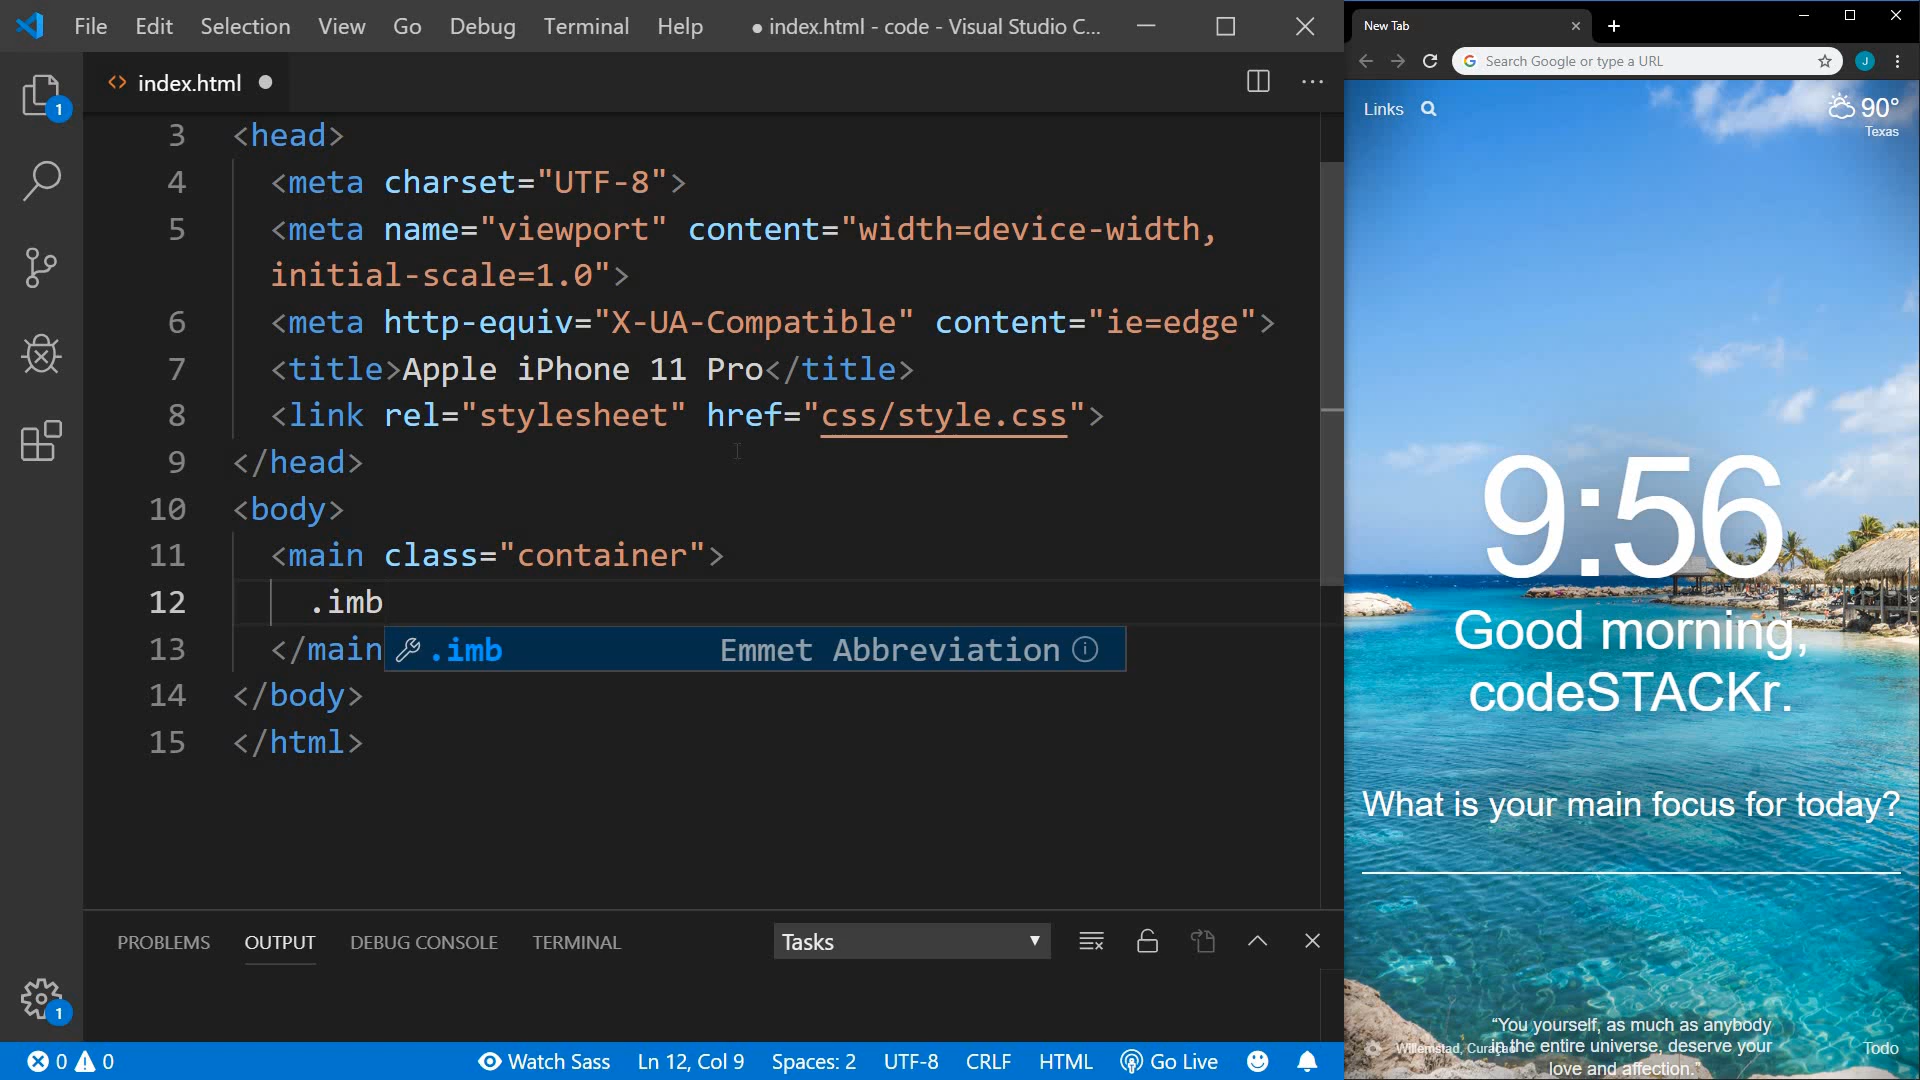 File Edit Selection View Go Debug Terminal Help ● index.html - code - Visual Studio C...
index.html ●
1
3 <head>
4 <meta charset="UTF-8">
5 <meta name="viewport" content="width=device-width,
initial-scale=1.0">
6 <meta http-equiv="X-UA-Compatible" content="ie=edge">
7 <title>Apple iPhone 11 Pro</title>
8 <link rel="stylesheet" href="css/style.css">
9 </head>
10 <body>
11 <main class="container">
12 .imb
13 </main
.imb Emmet Abbreviation
14 </body>
15 </html>
PROBLEMS OUTPUT DEBUG CONSOLE TERMINAL Tasks
1
0 0 Watch Sass Ln 12, Col 9 Spaces: 2 UTF-8 CRLF HTML Go Live
New Tab
Search Google or type a URL J
Links 90°
Texas
9:56
Good morning,
codeSTACKr.
What is your main focus for today?
“You yourself, as much as anybody
Willemstad, Curaçao
in the entire universe, deserve your
love and affection.”
Todo